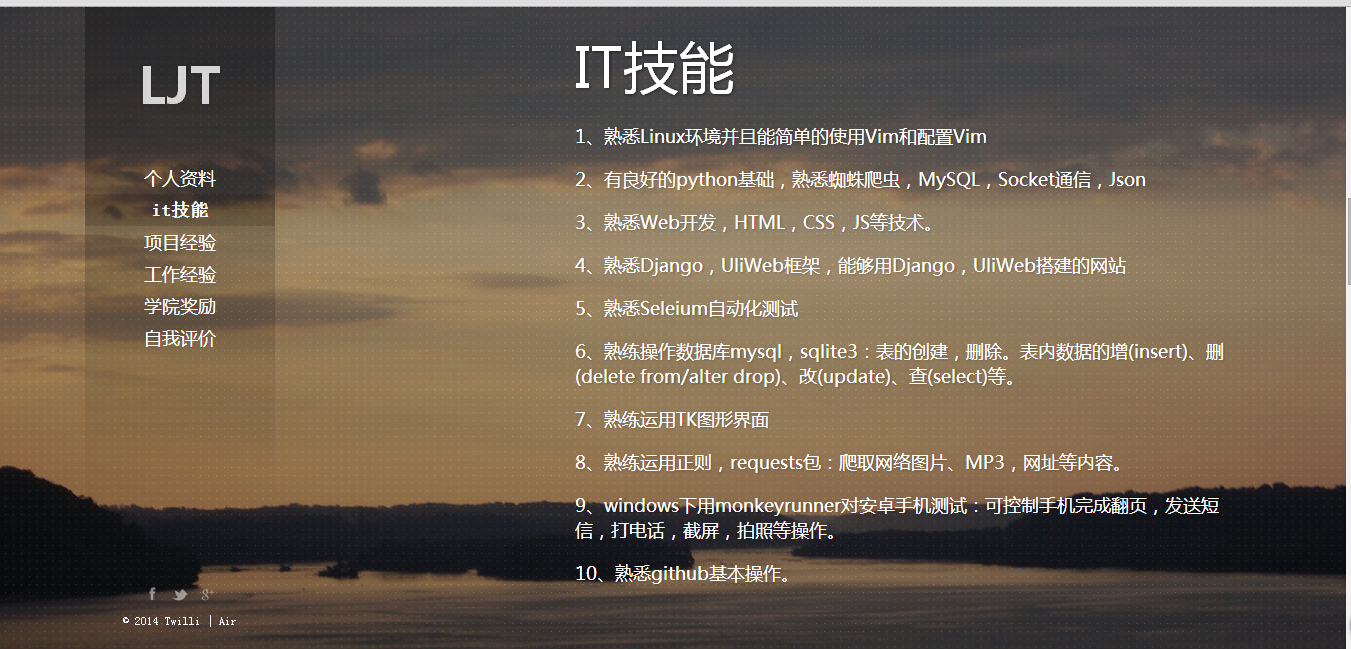 LJT
个人资料
it技能
项目经验
工作经验
学院奖励
自我评价
© 2014 Twilli | Air
IT技能
1、熟悉Linux环境并且能简单的使用Vim和配置Vim
2、有良好的python基础，熟悉蜘蛛爬虫，MySQL，Socket通信，Json
3、熟悉Web开发，HTML，CSS，JS等技术。
4、熟悉Django，UliWeb框架，能够用Django，UliWeb搭建的网站
5、熟悉Seleium自动化测试
6、熟练操作数据库mysql，sqlite3：表的创建，删除。表内数据的增(insert)、删
(delete from/alter drop)、改(update)、查(select)等。
7、熟练运用TK图形界面
8、熟练运用正则，requests包：爬取网络图片、MP3，网址等内容。
9、windows下用monkeyrunner对安卓手机测试：可控制手机完成翻页，发送短
信，打电话，截屏，拍照等操作。
10、熟悉github基本操作。